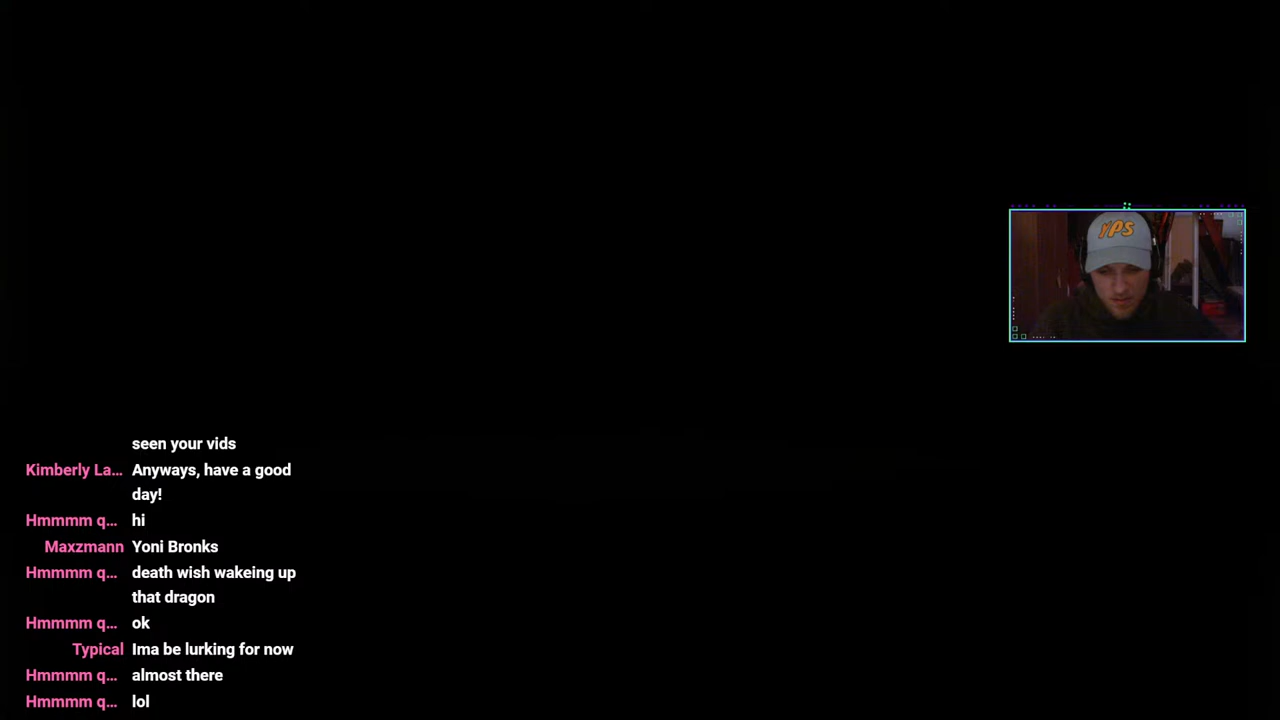 YPS
seen your vids
Kimberly La... Anyways, have a good
day!
Hmmmm q... hi
Maxzmann Yoni Bronks
Hmmmm q... death wish wakeing up
that dragon
Hmmmm q... ok
Typical Ima be lurking for now
Hmmmm q... almost there
Hmmmm q... lol